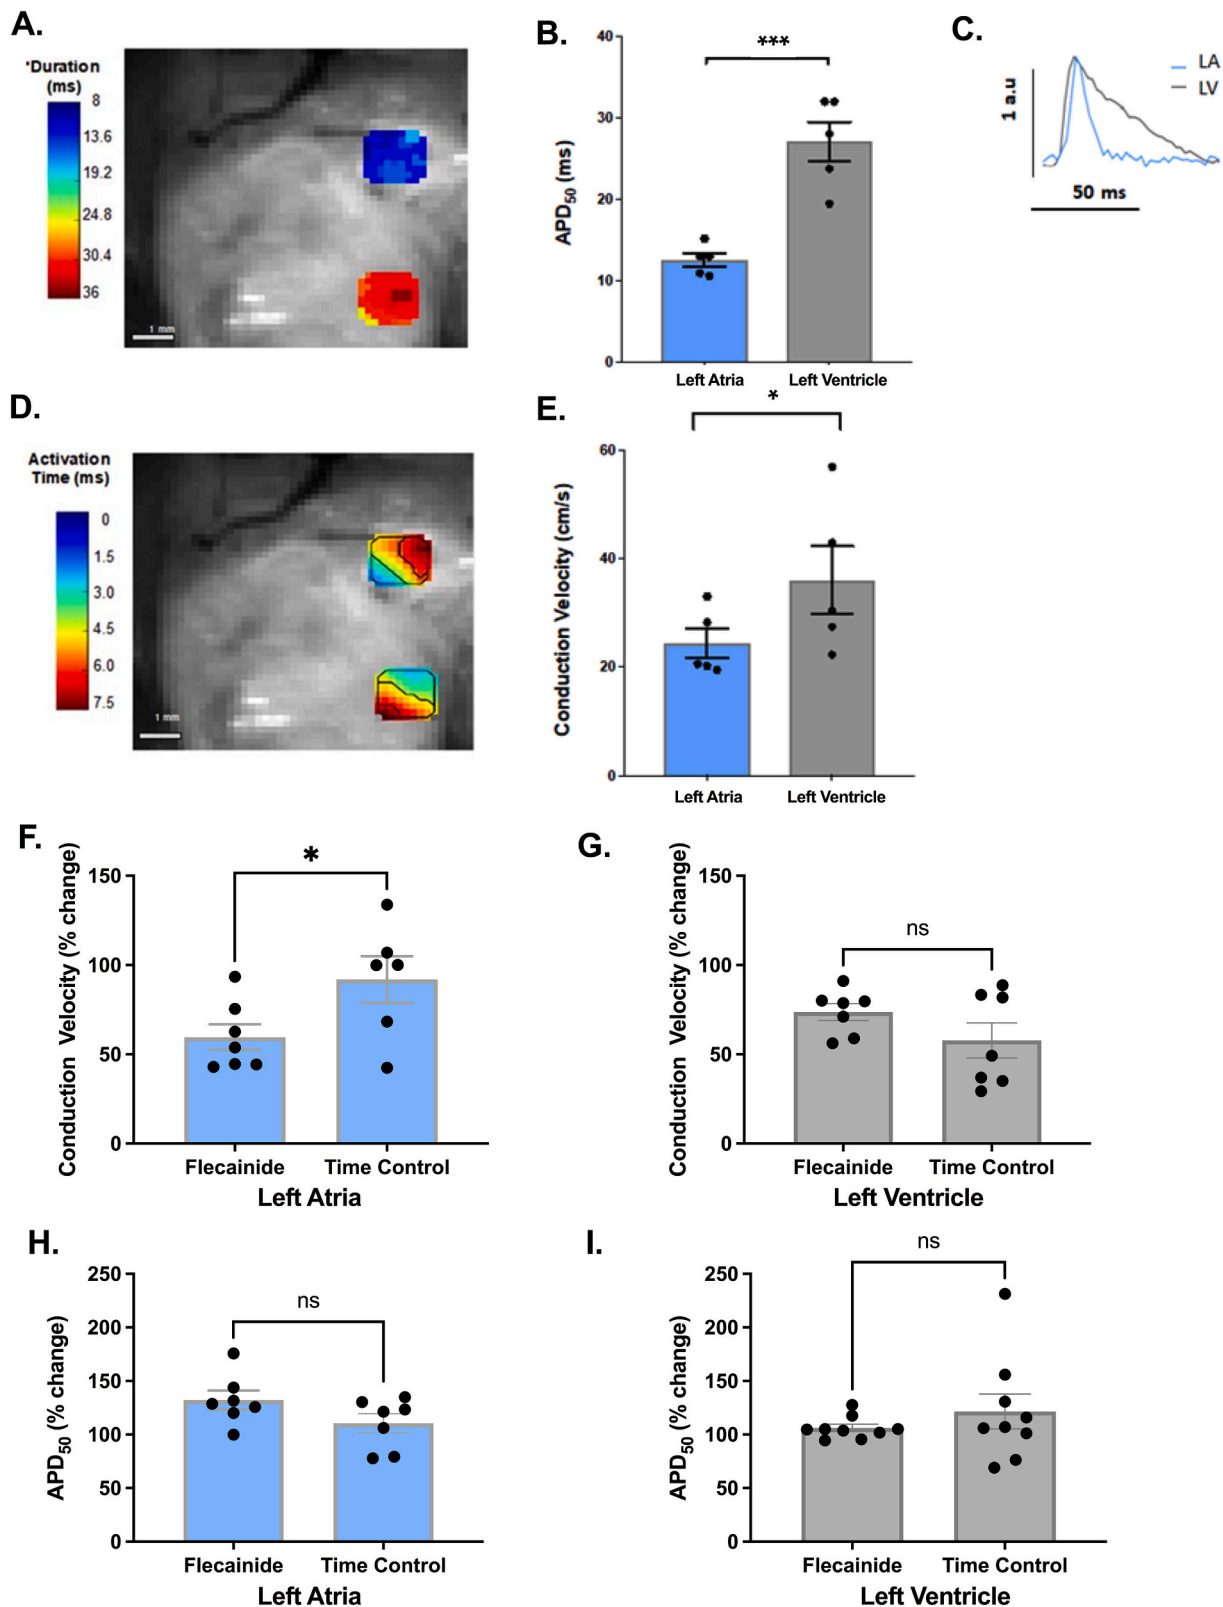 A.
'Duration
(ms)
8
13.6
19.2
24.8
30.4
36
1 mm
B.
***
APD50 (ms)
40
30
20
10
0
Left Atria
Left Ventricle
C.
1 a.u
LA
LV
50 ms
D.
Activation
Time (ms)
0
1.5
3.0
4.5
6.0
7.5
1 mm
E.
*
Conduction Velocity (cm/s)
60
40
20
0
Left Atria
Left Ventricle
F.
*
Conduction Velocity (% change)
150
100
50
0
Flecainide
Time Control
Left Atria
G.
ns
Conduction Velocity (% change)
150
100
50
0
Flecainide
Time Control
Left Ventricle
H.
ns
APD50 (% change)
250
200
150
100
50
0
Flecainide
Time Control
Left Atria
I.
ns
APD50 (% change)
250
200
150
100
50
0
Flecainide
Time Control
Left Ventricle